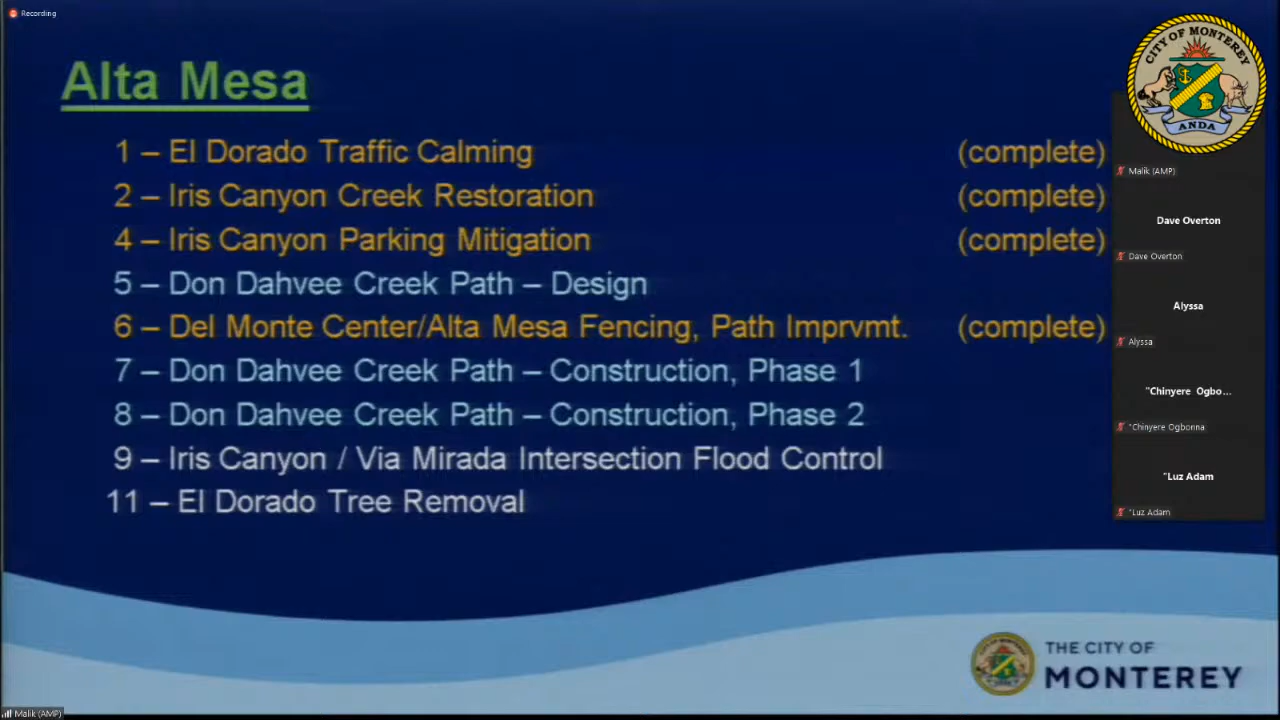 Recording
Alta Mesa
1 – El Dorado Traffic Calming (complete)
2 – Iris Canyon Creek Restoration (complete)
4 – Iris Canyon Parking Mitigation (complete)
5 – Don Dahvee Creek Path – Design
6 – Del Monte Center/Alta Mesa Fencing, Path Imprvmt. (complete)
7 – Don Dahvee Creek Path – Construction, Phase 1
8 – Don Dahvee Creek Path – Construction, Phase 2
9 – Iris Canyon / Via Mirada Intersection Flood Control
11 – El Dorado Tree Removal
CITY OF MONTEREY
ANDA
Malik (AMP)
Dave Overton
Dave Overton
Alyssa
Alyssa
"Chinyere Ogbo...
"Chinyere Ogbonna
"Luz Adam
"Luz Adam
THE CITY OF
MONTEREY
Malik (AMP)